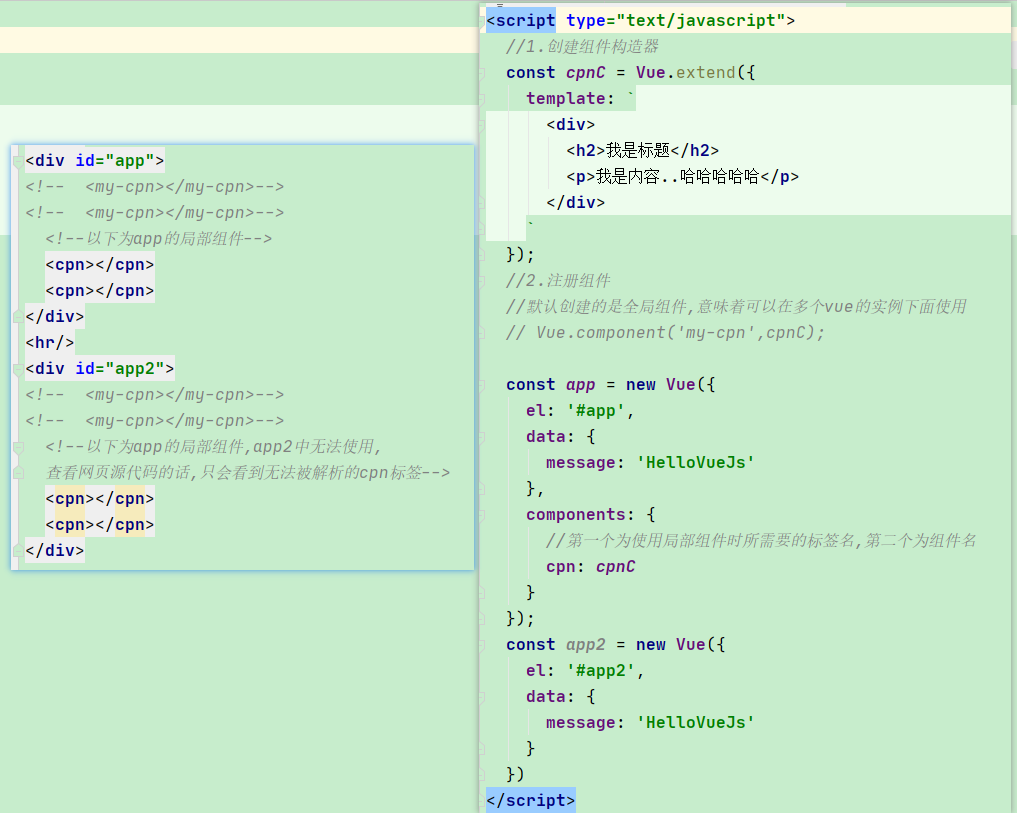 <div id="app">
<!--  <my-cpn></my-cpn>-->
<!--  <my-cpn></my-cpn>-->
  <!--以下为app的局部组件-->
  <cpn></cpn>
  <cpn></cpn>
</div>
<hr/>
<div id="app2">
<!--  <my-cpn></my-cpn>-->
<!--  <my-cpn></my-cpn>-->
  <!--以下为app的局部组件,app2中无法使用,
  查看网页源代码的话,只会看到无法被解析的cpn标签-->
  <cpn></cpn>
  <cpn></cpn>
</div>
<script type="text/javascript">
  //1.创建组件构造器
  const cpnC = Vue.extend({
    template: `
      <div>
        <h2>我是标题</h2>
        <p>我是内容..哈哈哈哈哈</p>
      </div>
    `
  });
  //2.注册组件
  //默认创建的是全局组件,意味着可以在多个vue的实例下面使用
  // Vue.component('my-cpn',cpnC);
  const app = new Vue({
    el: '#app',
    data: {
      message: 'HelloVueJs'
    },
    components: {
      //第一个为使用局部组件时所需要的标签名,第二个为组件名
      cpn: cpnC
    }
  });
  const app2 = new Vue({
    el: '#app2',
    data: {
      message: 'HelloVueJs'
    }
  })
</script>